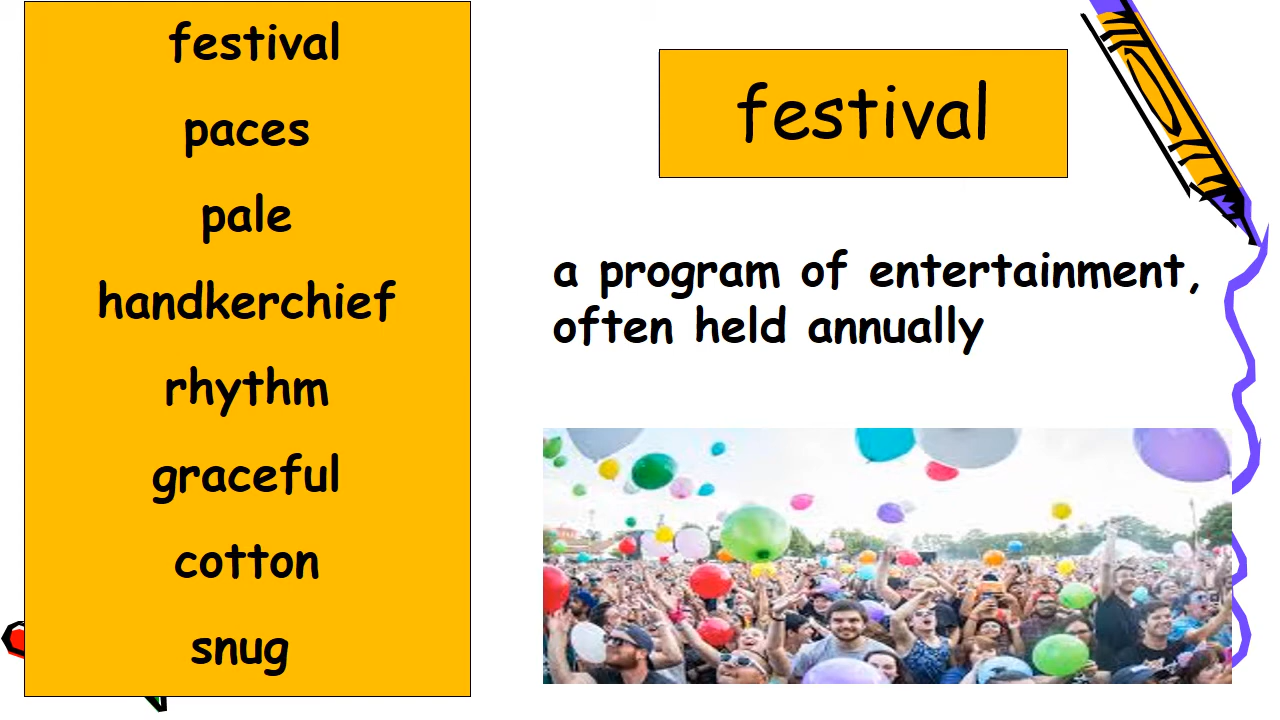 festival
paces
pale
handkerchief
rhythm
graceful
cotton
snug
festival
a program of entertainment,
often held annually